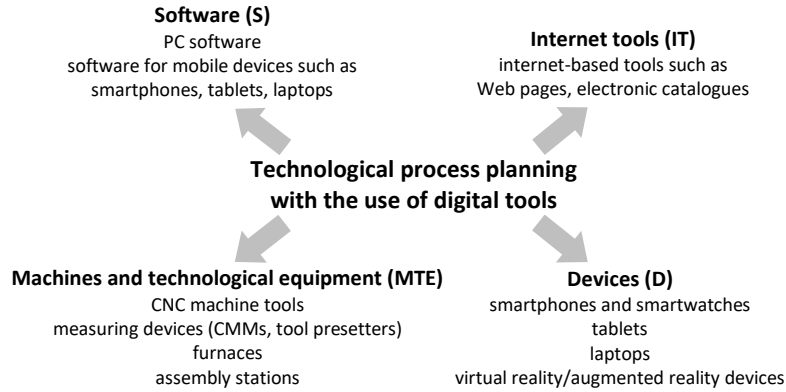 Software (S)
PC software
software for mobile devices such as
smartphones, tablets, laptops
Internet tools (IT)
internet-based tools such as
Web pages, electronic catalogues
Technological process planning
with the use of digital tools
Machines and technological equipment (MTE)
CNC machine tools
measuring devices (CMMs, tool presetters)
furnaces
assembly stations
Devices (D)
smartphones and smartwatches
tablets
laptops
virtual reality/augmented reality devices